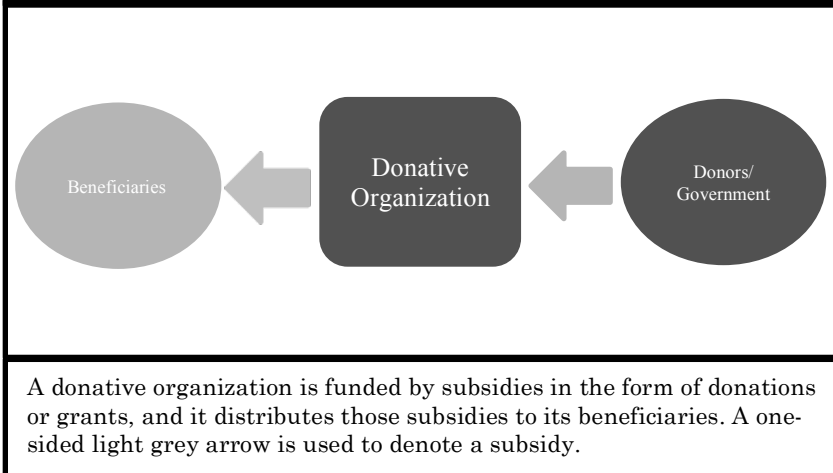 Beneficiaries
Donative
Organization
Donors/
Government
A donative organization is funded by subsidies in the form of donations
or grants, and it distributes those subsidies to its beneficiaries. A one-
sided light grey arrow is used to denote a subsidy.